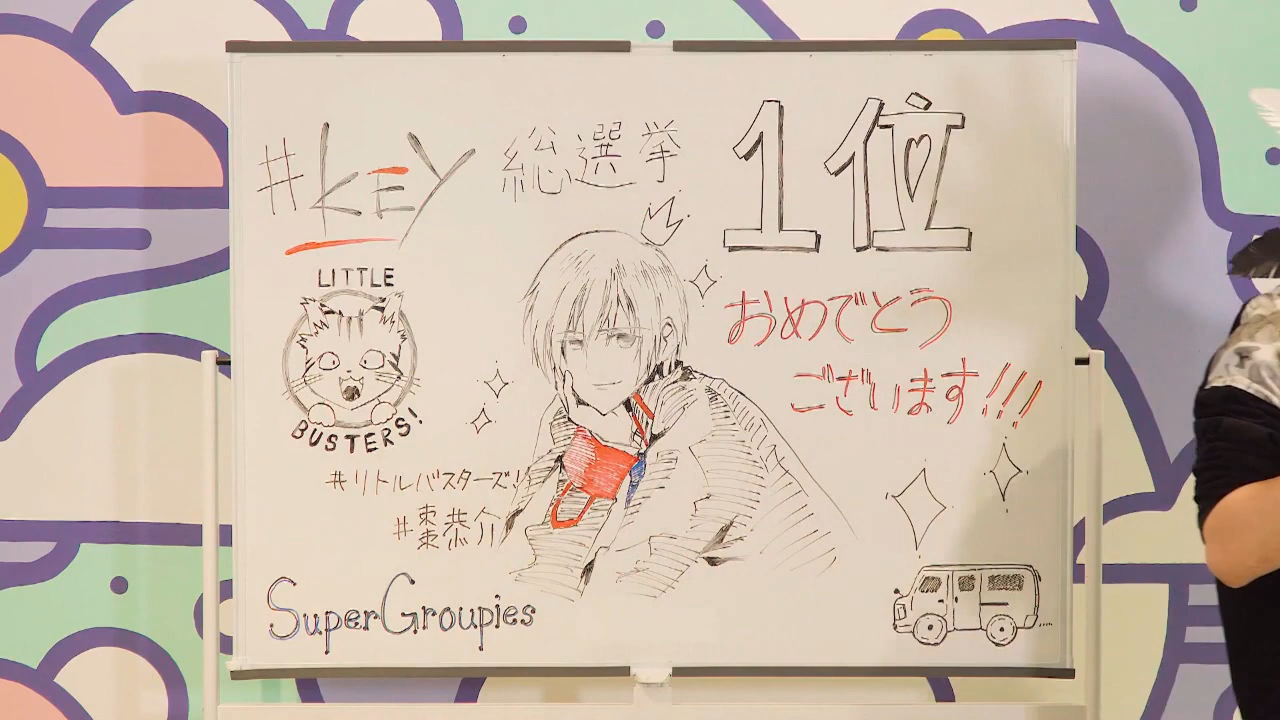 #KEY 総選挙 1位
おめでとう
ございます!!!
LITTLE
BUSTERS!
#リトルバスターズ!
#棗恭介
SuperGroupies